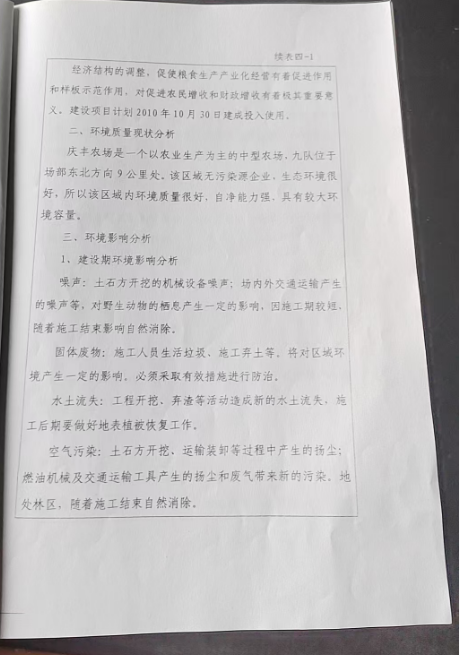 续表四-1
经济结构的调整，促使粮食生产产业化经营有着促进作用
和样板示范作用，对促进农民增收和财政增收有着极其重要意
义。建设项目计划 2010 年 10 月 30 日建成投入使用。
二、环境质量现状分析
庆丰农场是一个以农业生产为主的中型农场，九队位于
场部东北方向 9 公里处。该区域无污染源企业，生态环境很
好，所以该区域内环境质量很好，自净能力强，具有较大环
境容量。
三、环境影响分析
1、建设期环境影响分析
噪声：土石方开挖的机械设备噪声；场内外交通运输产生
的噪声等，对野生动物的栖息产生一定的影响，因施工期较短，
随着施工结束影响自然消除。
固体废物：施工人员生活垃圾、施工弃土等，将对区域环
境产生一定的影响，必须采取有效措施进行防治。
水土流失：工程开挖、弃渣等活动造成新的水土流失，施
工后期要做好地表植被恢复工作。
空气污染：土石方开挖、运输装卸等过程中产生的扬尘；
燃油机械及交通运输工具产生的扬尘和废气带来新的污染。地
处林区，随着施工结束自然消除。